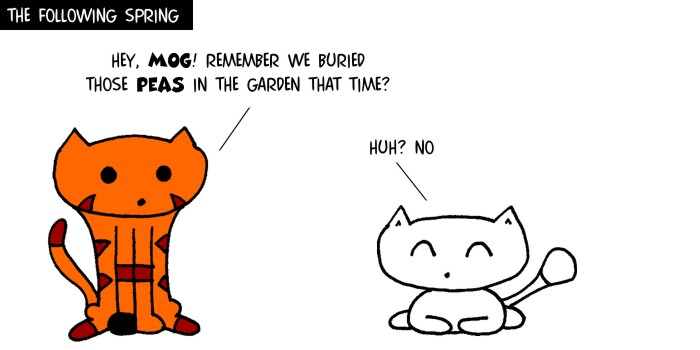 THE FOLLOWING SPRING
HEY, MOG! REMEMBER WE BURIED
THOSE PEAS IN THE GARDEN THAT TIME?
HUH? NO